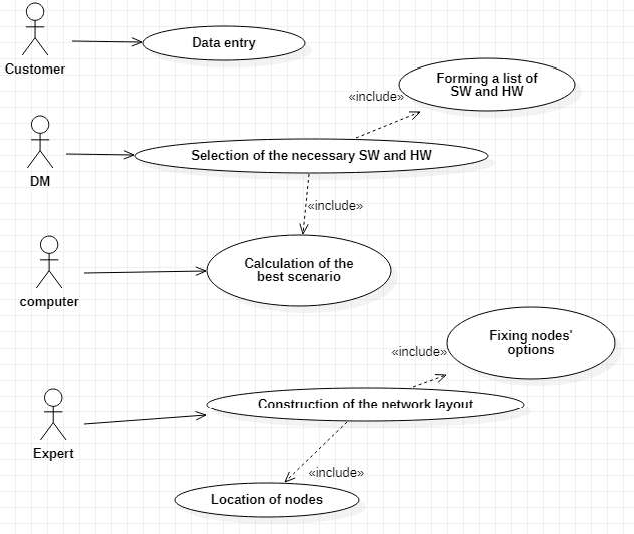 Customer
Data entry
Forming a list of
SW and HW
«include»
DM
Selection of the necessary SW and HW
«include»
computer
Calculation of the
best scenario
Fixing nodes'
options
«include»
Expert
Construction of the network layout
«include»
Location of nodes